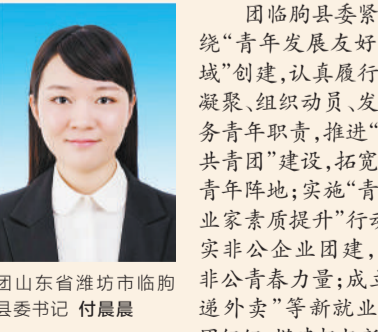 团山东省潍坊市临朐
县委书记 付晨晨
团临朐县委紧
绕“青年发展友好
域”创建,认真履行
凝聚、组织动员、发
务青年职责,推进“
共青团”建设,拓宽
青年阵地;实施“青
业家素质提升”行动
实非公企业团建,
非公青春力量;成立
递外卖”等新就业